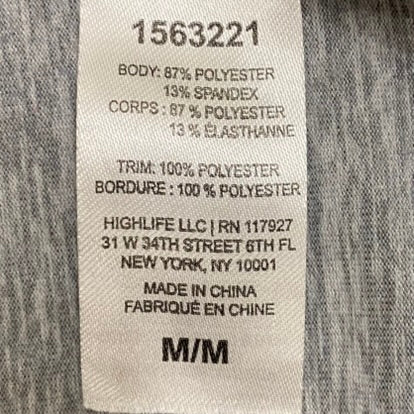 1563221
BODY: 87% POLYESTER
13% SPANDEX
CORPS : 87 % POLYESTER
13 % ÉLASTHANNE
TRIM: 100% POLYESTER
BORDURE : 100 % POLYESTER
HIGHLIFE LLC | RN 117927
31 W 34TH STREET 6TH FL
NEW YORK, NY 10001
MADE IN CHINA
FABRIQUÉ EN CHINE
M/M